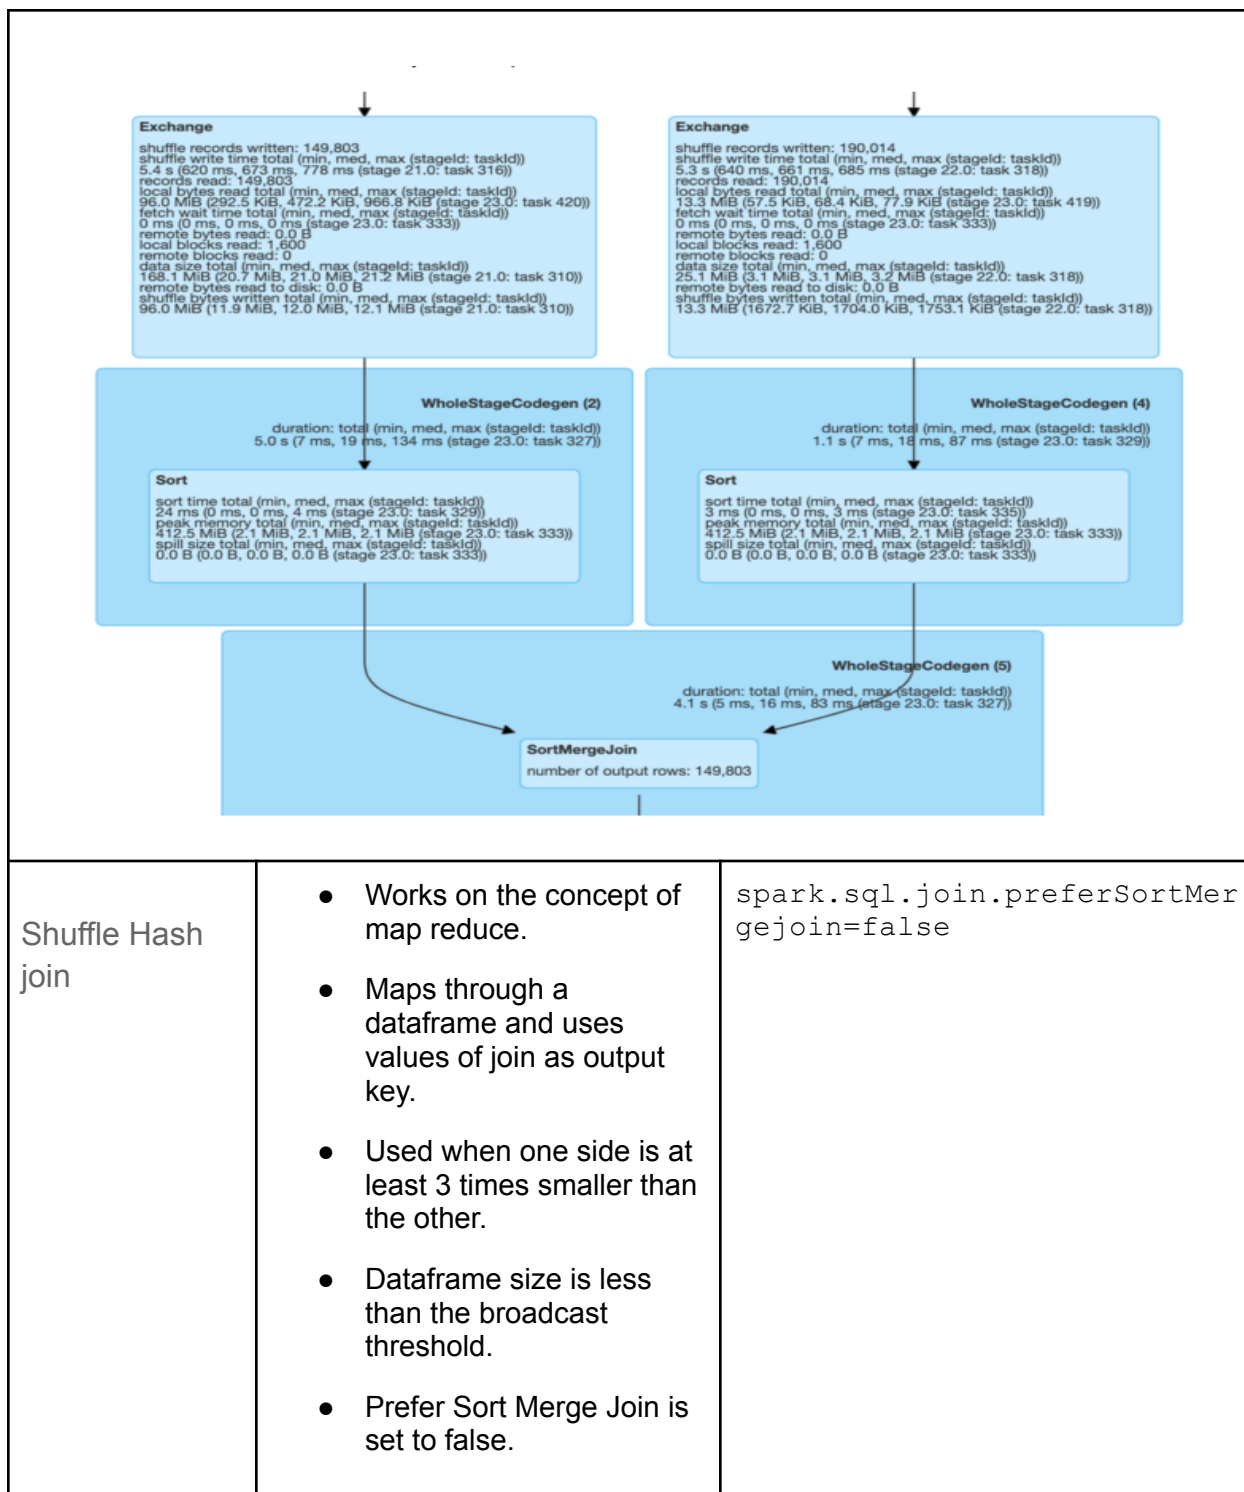 Exchange
shuffle records written: 149,803
shuffle write time total (min, med, max (stageId: taskId))
5.4 s (620 ms, 673 ms, 778 ms (stage 21.0: task 316))
records read: 149,803
local bytes read total (min, med, max (stageId: taskId))
96.0 MiB (292.5 KiB, 472.2 KiB, 966.8 KiB (stage 23.0: task 420))
fetch wait time total (min, med, max (stageId: taskId))
0 ms (0 ms, 0 ms, 0 ms (stage 23.0: task 333))
remote bytes read: 0.0 B
local blocks read: 1,600
remote blocks read: 0
data size total (min, med, max (stageId: taskId))
168.1 MiB (20.7 MiB, 21.0 MiB, 21.2 MiB (stage 21.0: task 310))
remote bytes read to disk: 0.0 B
shuffle bytes written total (min, med, max (stageId: taskId))
96.0 MiB (11.9 MiB, 12.0 MiB, 12.1 MiB (stage 21.0: task 310))
Exchange
shuffle records written: 190,014
shuffle write time total (min, med, max (stageId: taskId))
5.3 s (640 ms, 661 ms, 685 ms (stage 22.0: task 318))
records read: 190,014
local bytes read total (min, med, max (stageId: taskId))
13.3 MiB (57.5 KiB, 68.4 KiB, 77.9 KiB (stage 23.0: task 419))
fetch wait time total (min, med, max (stageId: taskId))
0 ms (0 ms, 0 ms, 0 ms (stage 23.0: task 333))
remote bytes read: 0.0 B
local blocks read: 1,600
remote blocks read: 0
data size total (min, med, max (stageId: taskId))
25.1 MiB (3.1 MiB, 3.1 MiB, 3.2 MiB (stage 22.0: task 318))
remote bytes read to disk: 0.0 B
shuffle bytes written total (min, med, max (stageId: taskId))
13.3 MiB (1672.7 KiB, 1704.0 KiB, 1753.1 KiB (stage 22.0: task 318))
WholeStageCodegen (2)
duration: total (min, med, max (stageId: taskId))
5.0 s (7 ms, 19 ms, 134 ms (stage 23.0: task 327))
Sort
sort time total (min, med, max (stageId: taskId))
24 ms (0 ms, 0 ms, 4 ms (stage 23.0: task 329))
peak memory total (min, med, max (stageId: taskId))
412.5 MiB (2.1 MiB, 2.1 MiB, 2.1 MiB (stage 23.0: task 333))
spill size total (min, med, max (stageId: taskId))
0.0 B (0.0 B, 0.0 B, 0.0 B (stage 23.0: task 333))
WholeStageCodegen (4)
duration: total (min, med, max (stageId: taskId))
1.1 s (7 ms, 18 ms, 87 ms (stage 23.0: task 329))
Sort
sort time total (min, med, max (stageId: taskId))
3 ms (0 ms, 0 ms, 3 ms (stage 23.0: task 335))
peak memory total (min, med, max (stageId: taskId))
412.5 MiB (2.1 MiB, 2.1 MiB, 2.1 MiB (stage 23.0: task 333))
spill size total (min, med, max (stageId: taskId))
0.0 B (0.0 B, 0.0 B, 0.0 B (stage 23.0: task 333))
WholeStageCodegen (5)
duration: total (min, med, max (stageId: taskId))
4.1 s (5 ms, 16 ms, 83 ms (stage 23.0: task 327))
SortMergeJoin
number of output rows: 149,803
Shuffle Hash
join
● Works on the concept of
map reduce.
● Maps through a
dataframe and uses
values of join as output
key.
● Used when one side is at
least 3 times smaller than
the other.
● Dataframe size is less
than the broadcast
threshold.
● Prefer Sort Merge Join is
set to false.
spark.sql.join.preferSortMer
gejoin=false